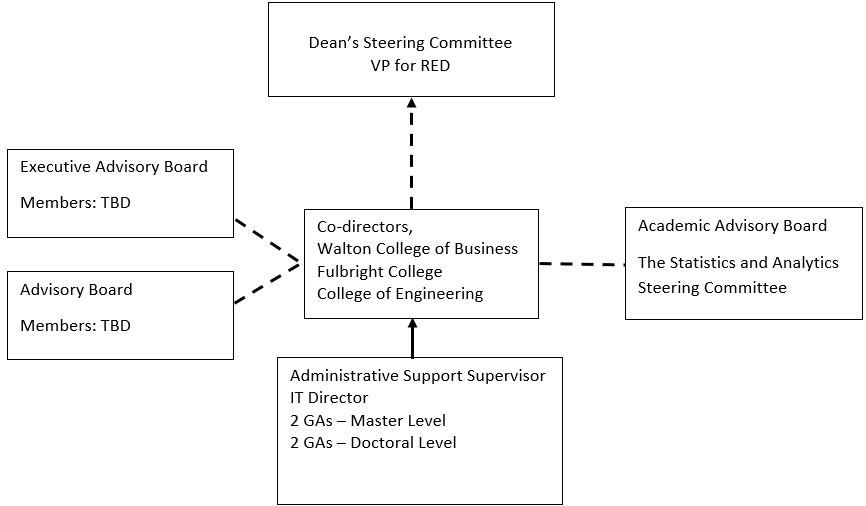 Dean’s Steering Committee
VP for RED
Executive Advisory Board
Members: TBD
Advisory Board
Members: TBD
Co-directors,
Walton College of Business
Fulbright College
College of Engineering
Academic Advisory Board
The Statistics and Analytics
Steering Committee
Administrative Support Supervisor
IT Director
2 GAs – Master Level
2 GAs – Doctoral Level